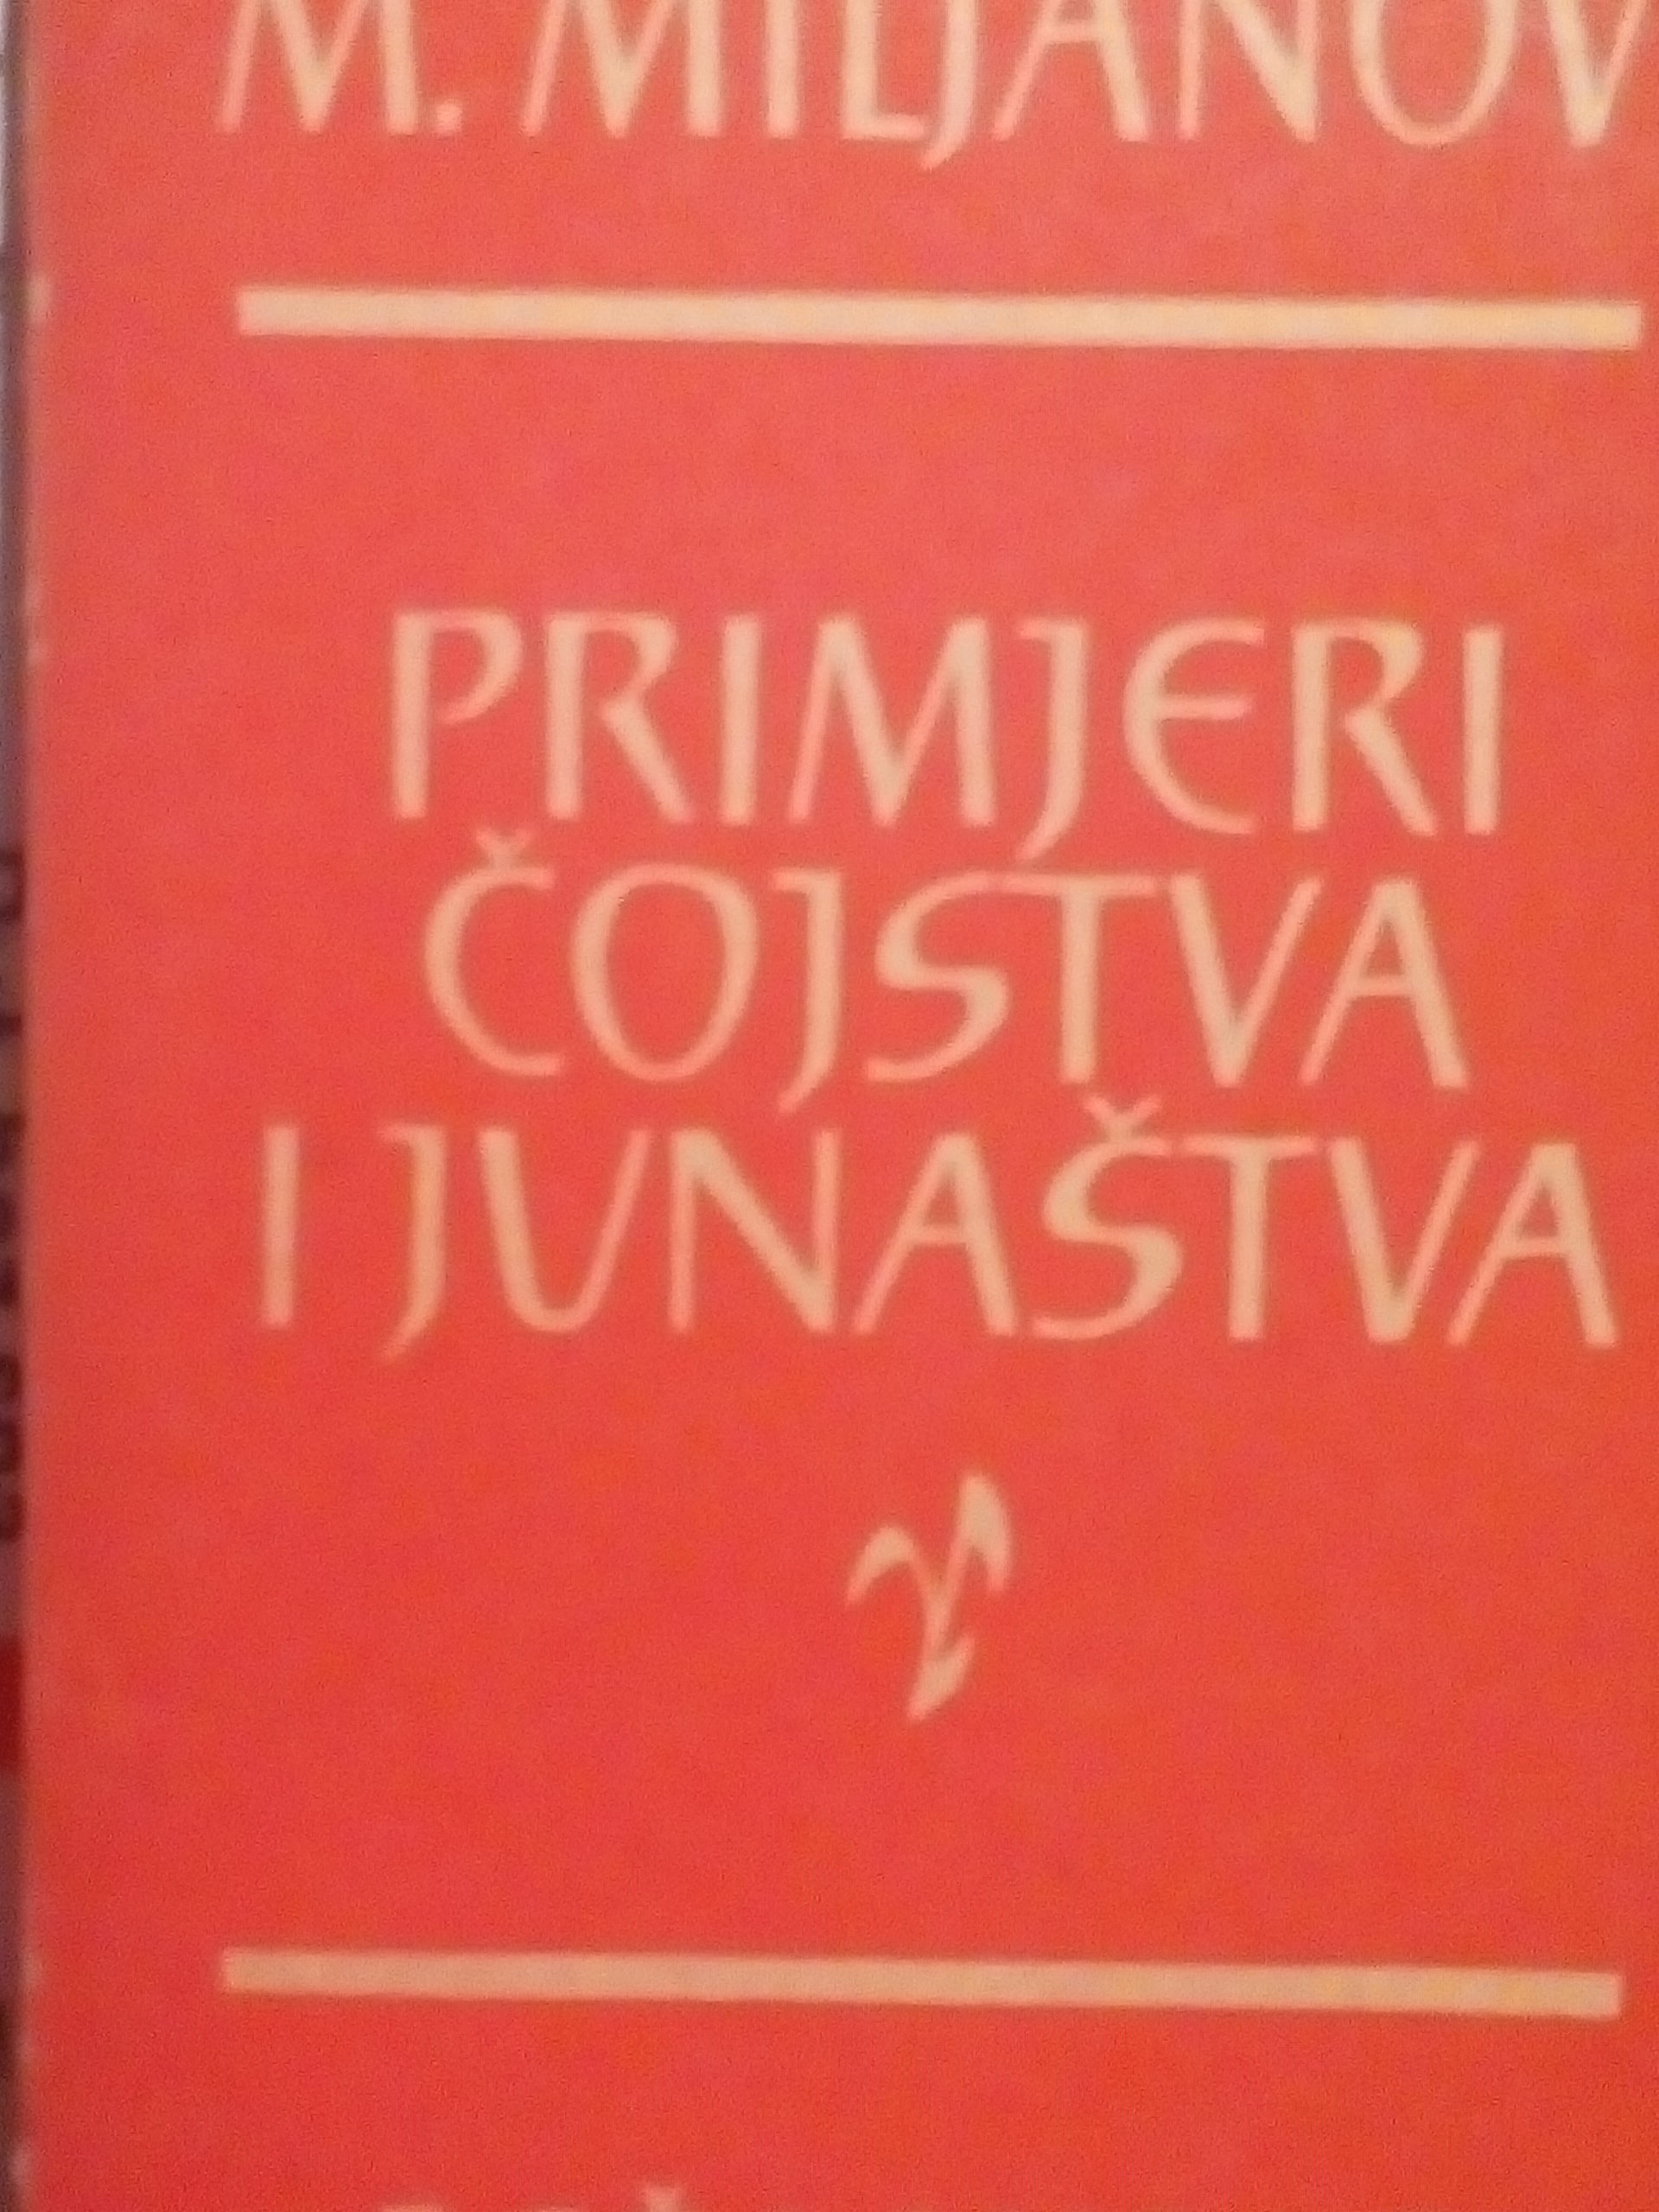 M. MILJANOV
PRIMJERI
ČOJSTVA
I JUNAŠTVA